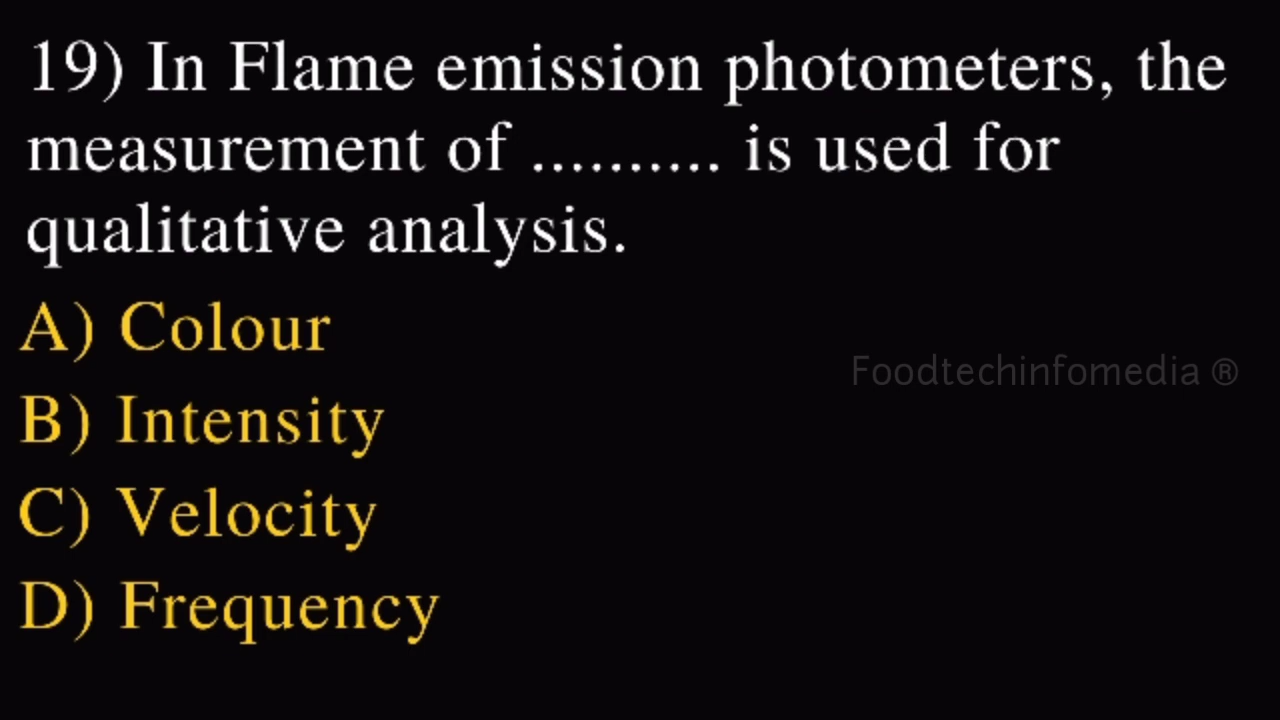 19) In Flame emission photometers, the
measurement of .......... is used for
qualitative analysis.
A) Colour
Foodtechinfomedia ®
B) Intensity
C) Velocity
D) Frequency